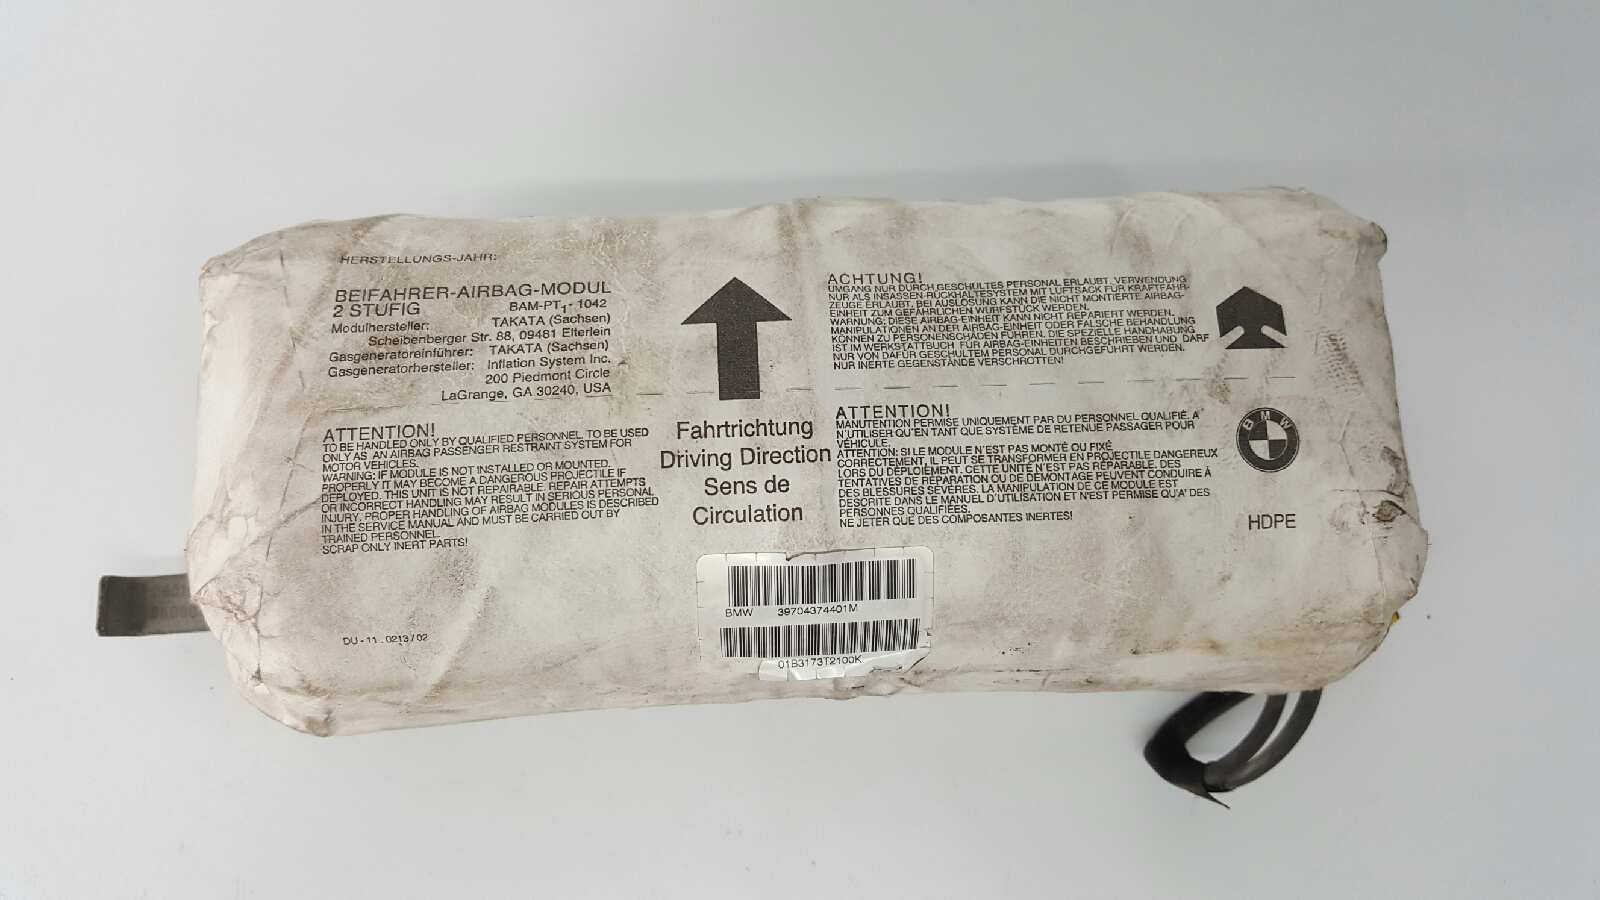 HERSTELLUNGS-JAHR:
BEIFAHRER-AIRBAG-MODUL
2 STUFIG
BAM-PT1-1042
Modulhersteller: TAKATA (Sachsen)
Scheibenberger Str. 88, 09481 Elterlein
Gasgeneratoreinführer: TAKATA (Sachsen)
Gasgeneratorhersteller: Inflation System Inc.
200 Piedmont Circle
LaGrange, GA 30240, USA
ATTENTION!
TO BE HANDLED ONLY BY QUALIFIED PERSONNEL. TO BE USED
ONLY AS AN AIRBAG PASSENGER RESTRAINT SYSTEM FOR
MOTOR VEHICLES.
WARNING: IF MODULE IS NOT INSTALLED OR MOUNTED
PROPERLY IT MAY BECOME A DANGEROUS PROJECTILE IF
DEPLOYED. THIS UNIT IS NOT REPAIRABLE. REPAIR ATTEMPTS
OR INCORRECT HANDLING MAY RESULT IN SERIOUS PERSONAL
INJURY. PROPER HANDLING OF AIRBAG MODULES IS DESCRIBED
IN THE SERVICE MANUAL AND MUST BE CARRIED OUT BY
TRAINED PERSONNEL.
SCRAP ONLY INERT PARTS!
DU-11.0213/02
Fahrtrichtung
Driving Direction
Sens de
Circulation
ACHTUNG!
UMGANG NUR DURCH GESCHULTES PERSONAL ERLAUBT. VERWENDUNG
NUR ALS INSASSEN-RÜCKHALTESYSTEM MIT LUFTSACK FÜR KRAFTFAHR-
ZEUGE ERLAUBT. BEI AUSLÖSUNG KANN DIE NICHT MONTIERTE AIRBAG-
EINHEIT ZUM GEFÄHRLICHEN WURFSTÜCK WERDEN.
WARNUNG: DIESE AIRBAG-EINHEIT KANN NICHT REPARIERT WERDEN.
MANIPULATIONEN AN DER AIRBAG-EINHEIT ODER FALSCHE BEHANDLUNG
KÖNNEN ZU PERSONENSCHADEN FÜHREN. DIE SPEZIELLE HANDHABUNG
IST IM WERKSTATTBUCH FÜR AIRBAG-EINHEITEN BESCHRIEBEN UND DARF
NUR VON DAFÜR GESCHULTEM PERSONAL DURCHGEFÜHRT WERDEN.
NUR INERTE GEGENSTÄNDE VERSCHROTTEN!
ATTENTION!
MANUTENTION PERMISE UNIQUEMENT PAR DU PERSONNEL QUALIFIÉ. A
N'UTILISER QU'EN TANT QUE SYSTÈME DE RETENUE PASSAGER POUR
VÉHICULE.
ATTENTION: SI LE MODULE N'EST PAS MONTÉ OU FIXÉ
CORRECTEMENT, IL PEUT SE TRANSFORMER EN PROJECTILE DANGEREUX
LORS DU DÉPLOIEMENT. CETTE UNITÉ N'EST PAS RÉPARABLE. DES
TENTATIVES DE RÉPARATION OU DE DÉMONTAGE PEUVENT CONDUIRE À
DES BLESSURES SÉVÈRES. LA MANIPULATION DE CE MODULE EST
DESCRITE DANS LE MANUEL D'UTILISATION ET N'EST PERMISE QU'A' DES
PERSONNES QUALIFIÉES.
NE JETER QUE DES COMPOSANTES INERTES!
BMW
HDPE
BMW 39704374401M
01B3173T2100K